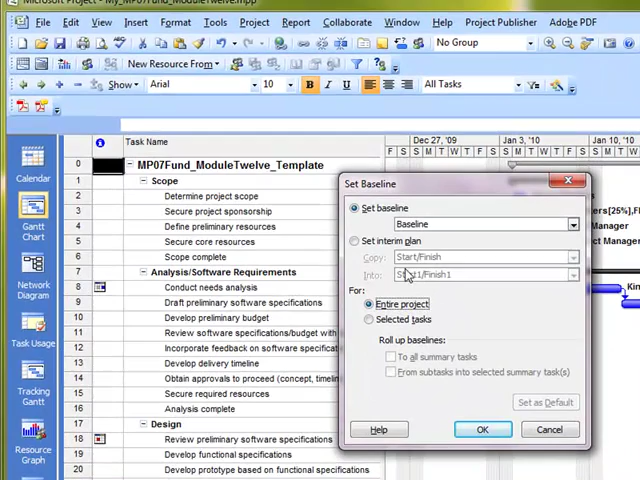 Microsoft Project - My_MP07Fund_ModuleTwelve.mpp
File Edit View Insert Format Tools Project Report Collaborate Window Help Project Publisher Adobe PDF
No Group
New Resource From
Show Arial 10 B I U All Tasks
Task Name
Dec 27, '09 Jan 3, '10 Jan 10, '10
F S S M T W T F S S M T W T F S S M T W
0 MP07Fund_ModuleTwelve_Template
1 Scope
2 Determine project scope
3 Secure project sponsorship
4 Define preliminary resources
5 Secure core resources
6 Scope complete
7 Analysis/Software Requirements
8 Conduct needs analysis
9 Draft preliminary software specifications
10 Develop preliminary budget
11 Review software specifications/budget with
12 Incorporate feedback on software specificat
13 Develop delivery timeline
14 Obtain approvals to proceed (concept, timelin
15 Secure required resources
16 Analysis complete
17 Design
18 Review preliminary software specifications
19 Develop functional specifications
20 Develop prototype based on functional specifications
Calendar
Gantt
Chart
Network
Diagram
Task Usage
Tracking
Gantt
Resource
Graph
Set Baseline
Set baseline
Baseline
Set interim plan
Copy: Start/Finish
Into: Start1/Finish1
For:
Entire project
Selected tasks
Roll up baselines:
To all summary tasks
From subtasks into selected summary task(s)
Set as Default
Help OK Cancel